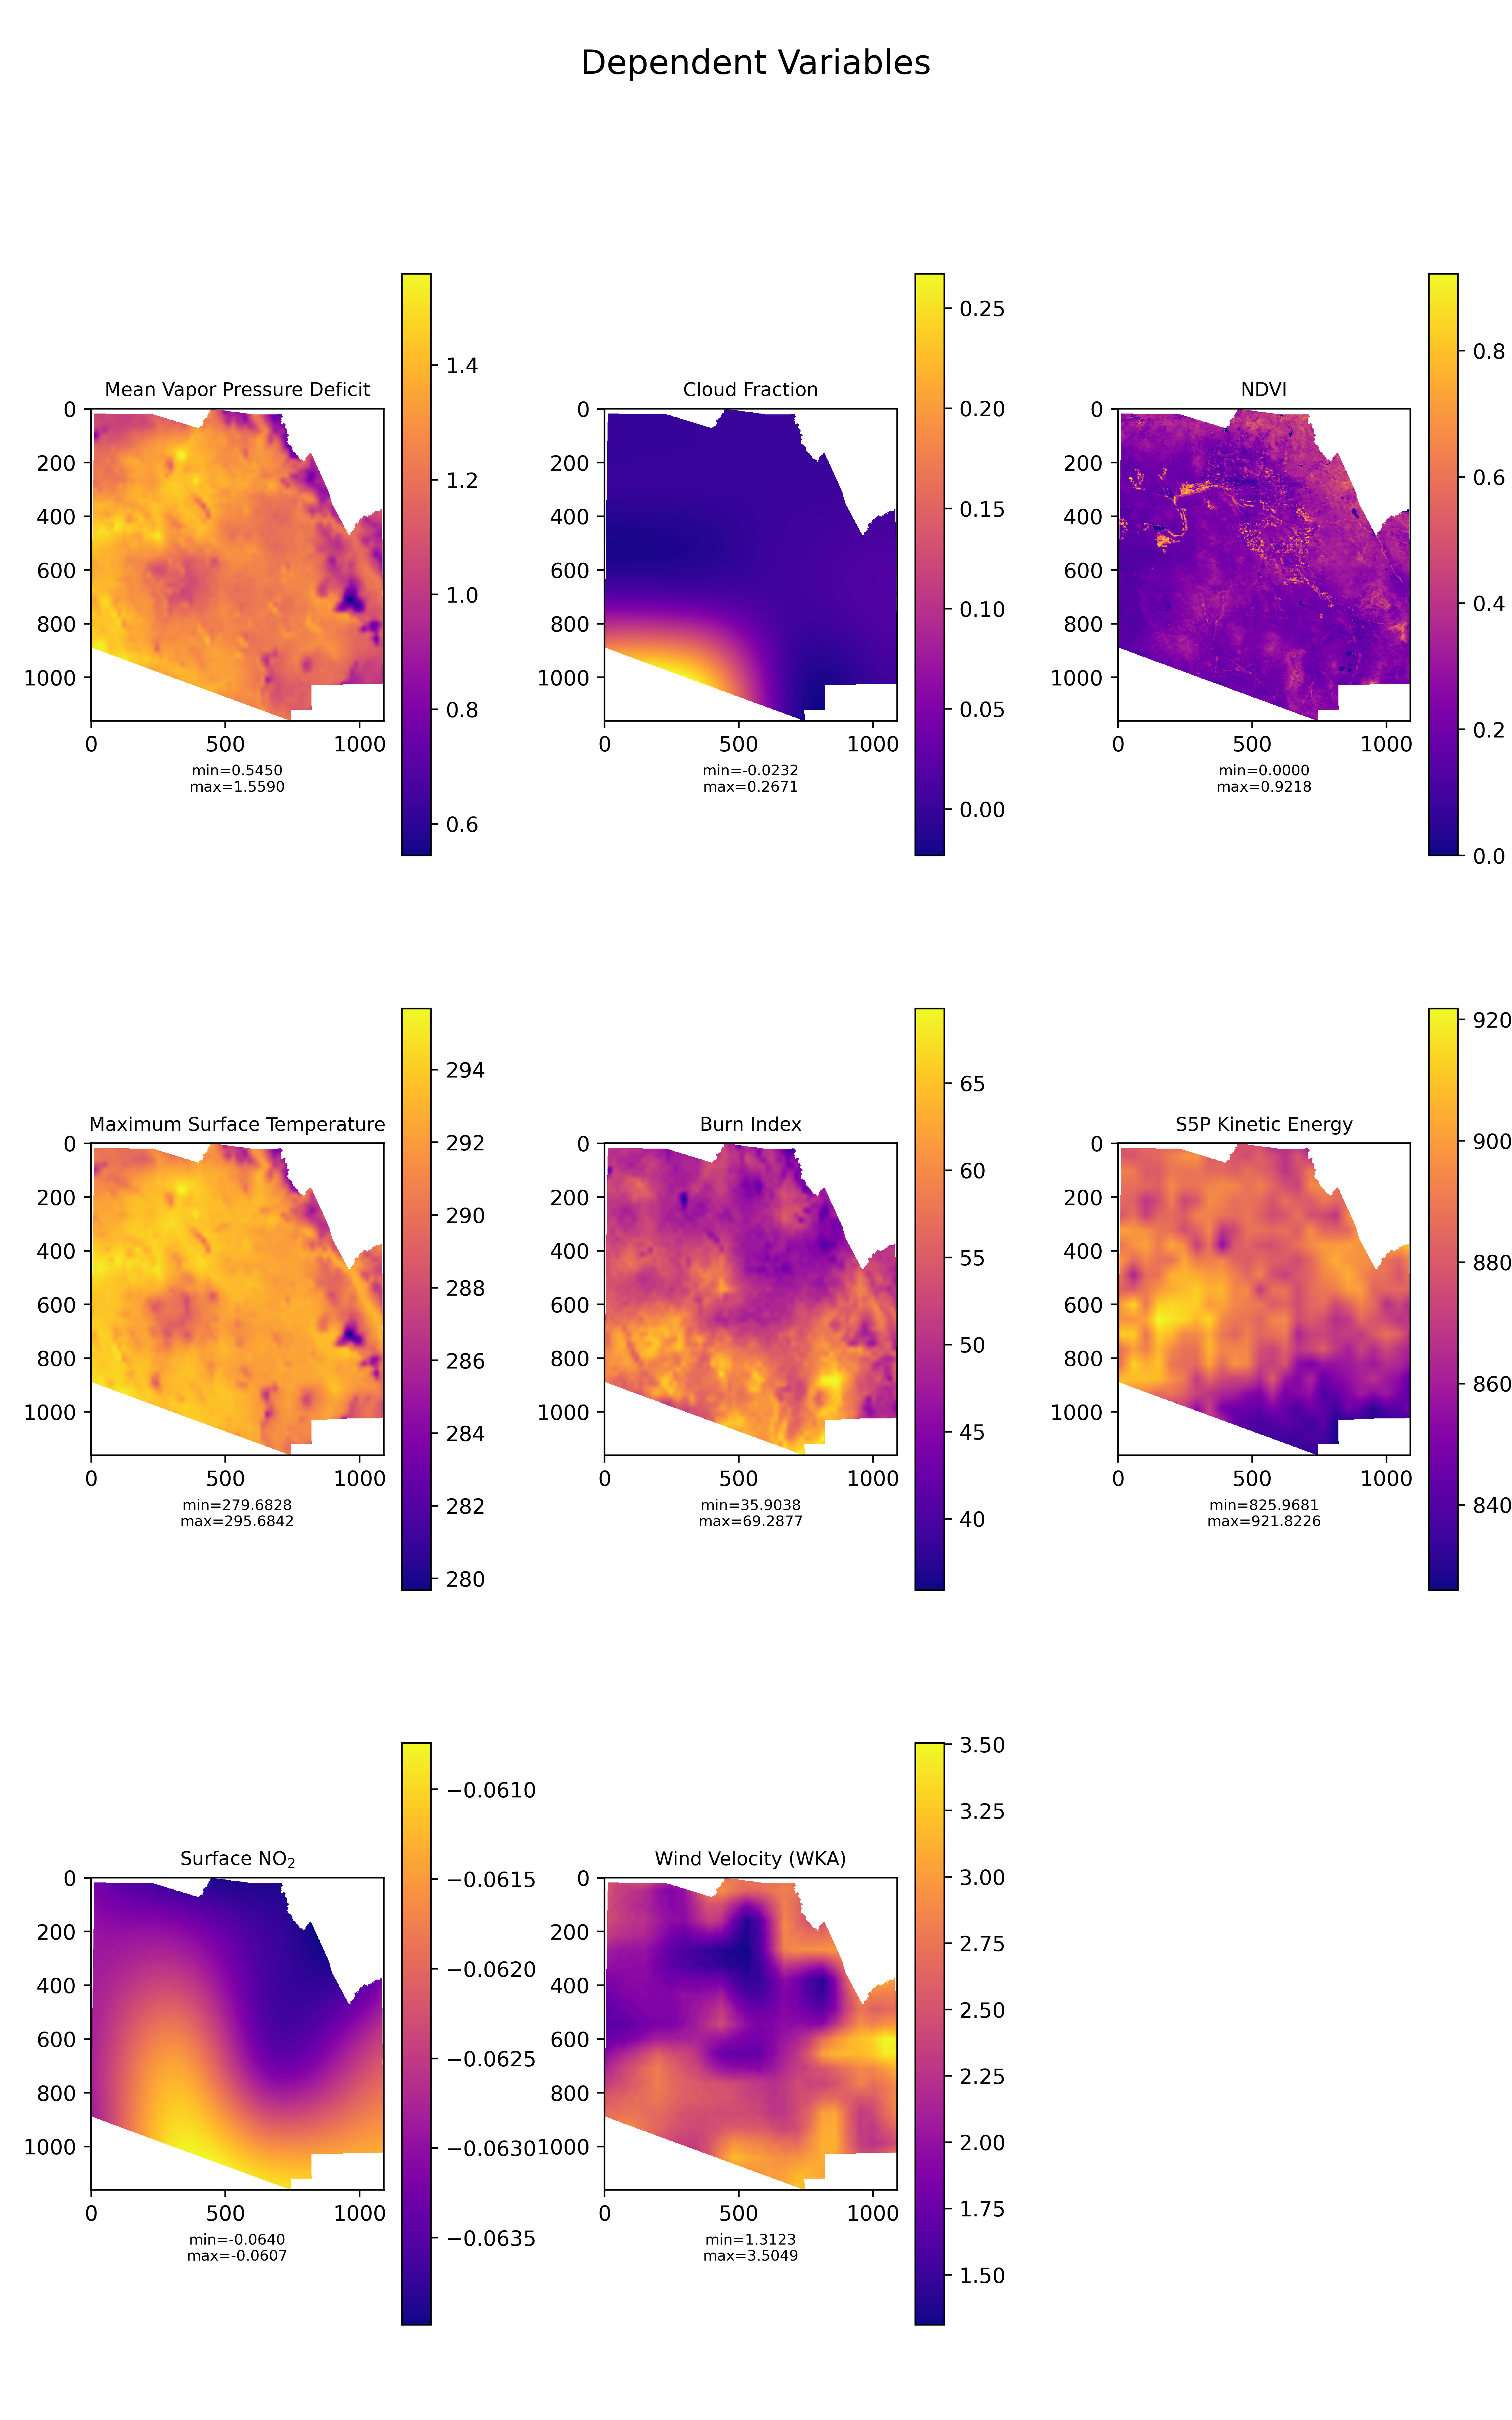 Dependent Variables
Mean Vapor Pressure Deficit
0
200
400
600
800
1000
0 500 1000
min=0.5450
max=1.5590
1.4
1.2
1.0
0.8
0.6
Cloud Fraction
0
200
400
600
800
1000
0 500 1000
min=-0.0232
max=0.2671
0.25
0.20
0.15
0.10
0.05
0.00
NDVI
0
200
400
600
800
1000
0 500 1000
min=0.0000
max=0.9218
0.8
0.6
0.4
0.2
0.0
Maximum Surface Temperature
0
200
400
600
800
1000
0 500 1000
min=279.6828
max=295.6842
294
292
290
288
286
284
282
280
Burn Index
0
200
400
600
800
1000
0 500 1000
min=35.9038
max=69.2877
65
60
55
50
45
40
S5P Kinetic Energy
0
200
400
600
800
1000
0 500 1000
min=825.9681
max=921.8226
920
900
880
860
840
Surface NO₂
0
200
400
600
800
1000
0 500 1000
min=-0.0640
max=-0.0607
−0.0610
−0.0615
−0.0620
−0.0625
−0.0630
−0.0635
Wind Velocity (WKA)
0
200
400
600
800
1000
0 500 1000
min=1.3123
max=3.5049
3.50
3.25
3.00
2.75
2.50
2.25
2.00
1.75
1.50